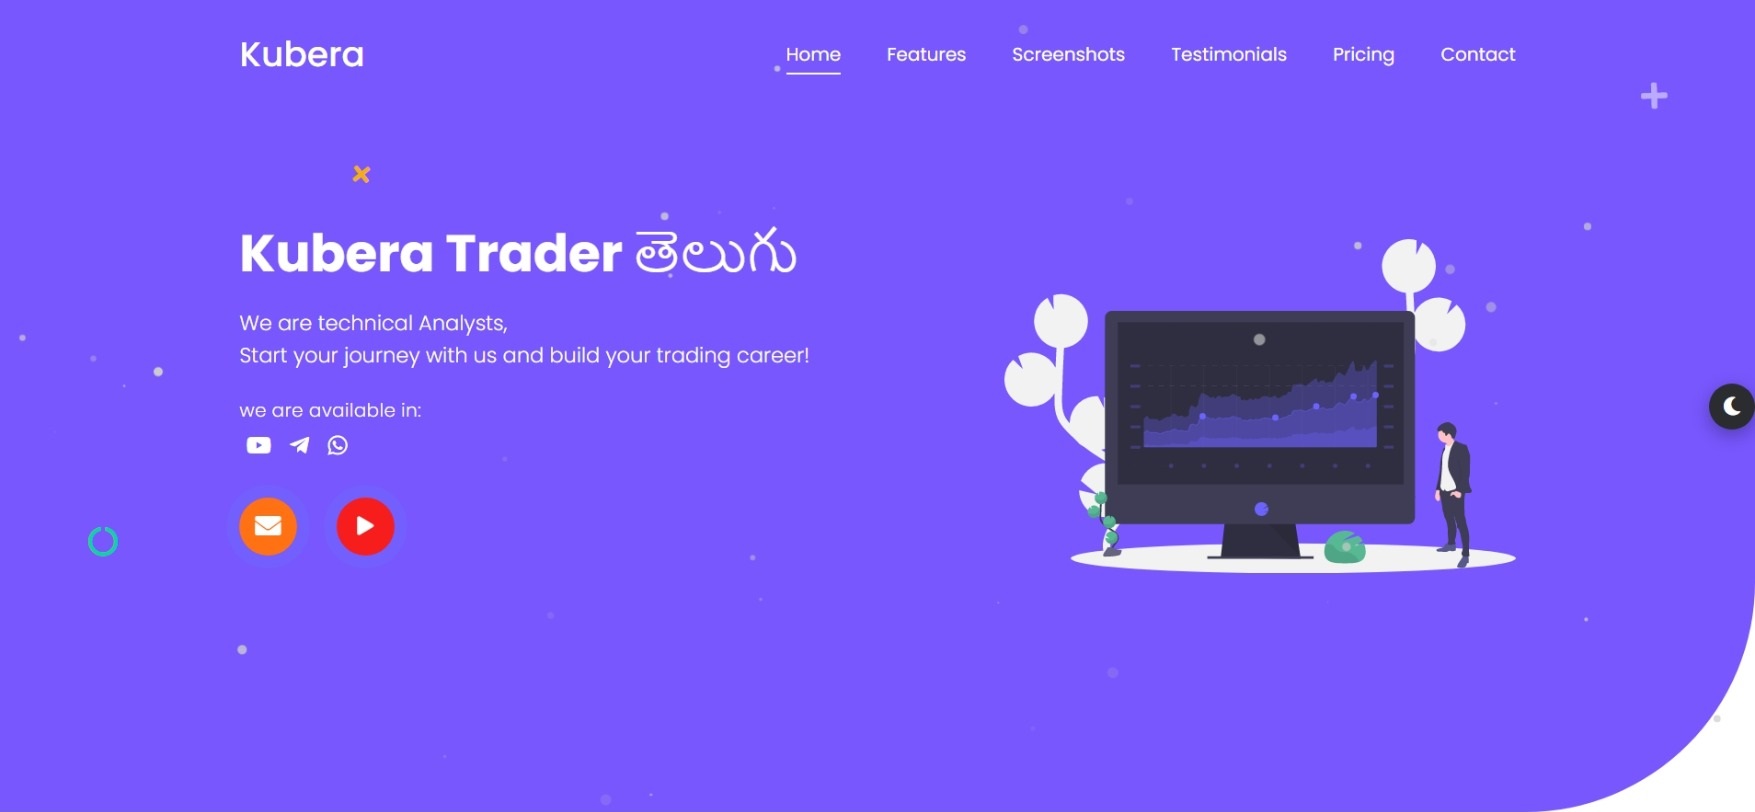 Kubera
Home Features Screenshots Testimonials Pricing Contact
Kubera Trader తెలుగు
We are technical Analysts,
Start your journey with us and build your trading career!
we are available in: